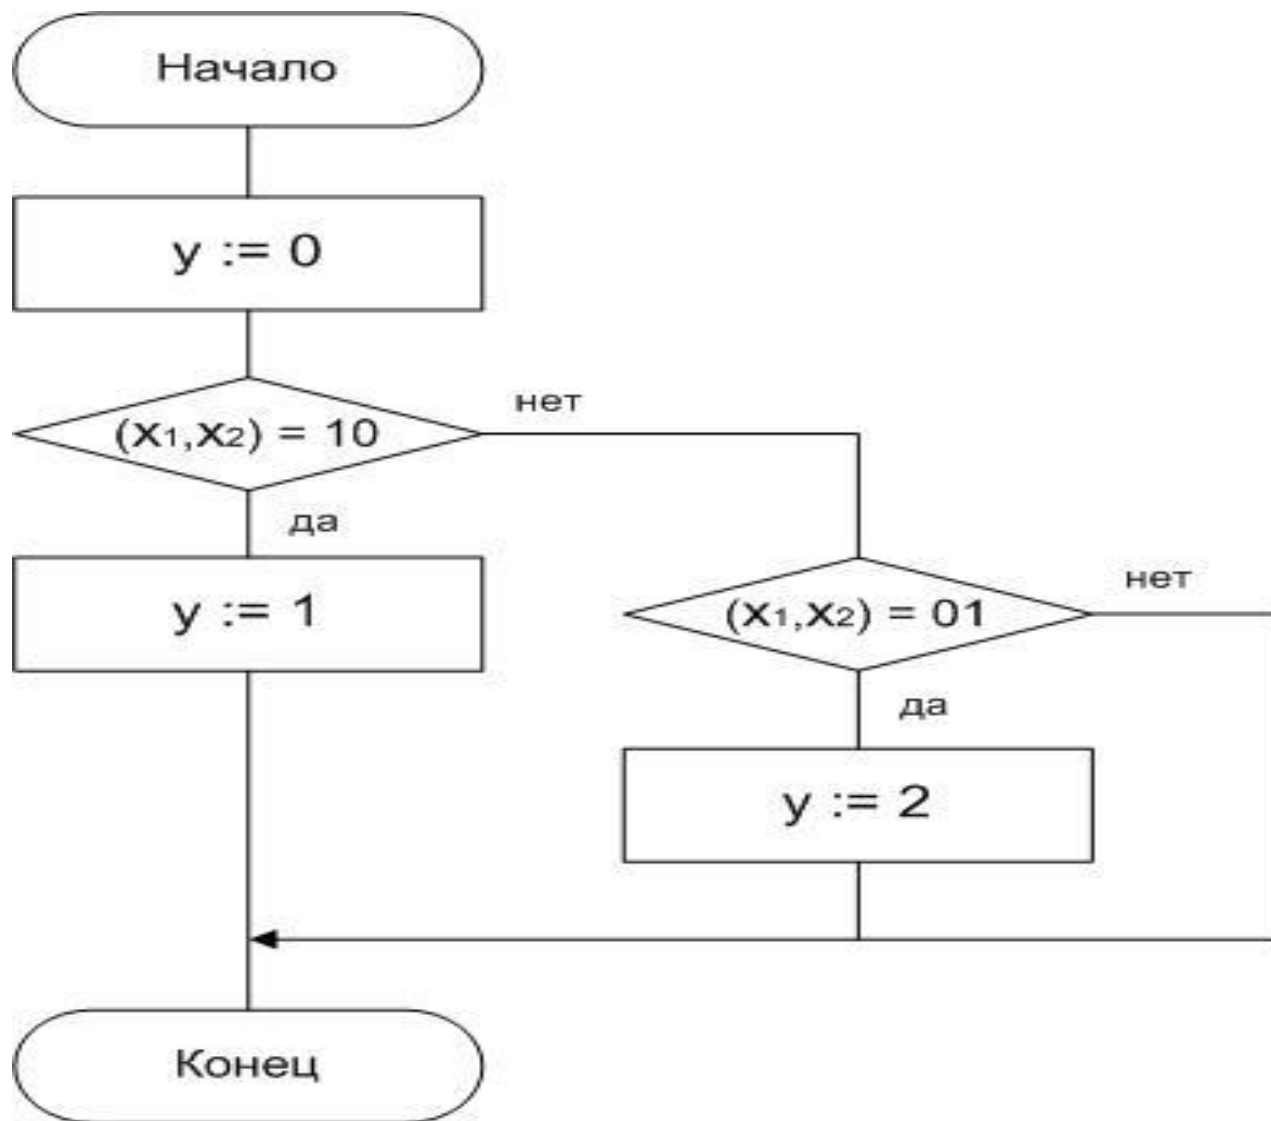 Начало
y := 0
(x₁,x₂) = 10
нет
да
y := 1
(x₁,x₂) = 01
нет
да
y := 2
Конец